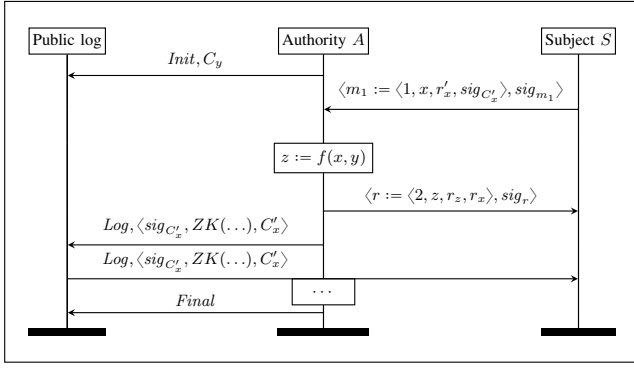 Public log Authority A Subject S
Init, C_y
⟨m_1 := ⟨1, x, r'_x, sig_{C'_x}⟩, sig_{m_1}⟩
z := f(x, y)
⟨r := ⟨2, z, r_z, r_x⟩, sig_r⟩
Log, ⟨sig_{C'_x}, ZK(...), C'_x⟩
Log, ⟨sig_{C'_x}, ZK(...), C'_x⟩
...
Final